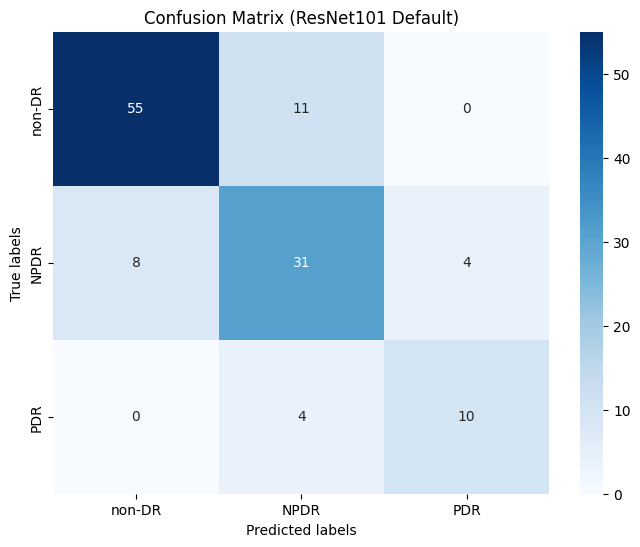 Confusion Matrix (ResNet101 Default)
True labels
non-DR
NPDR
PDR
55 11 0
8 31 4
0 4 10
non-DR NPDR PDR
Predicted labels
50
40
30
20
10
0